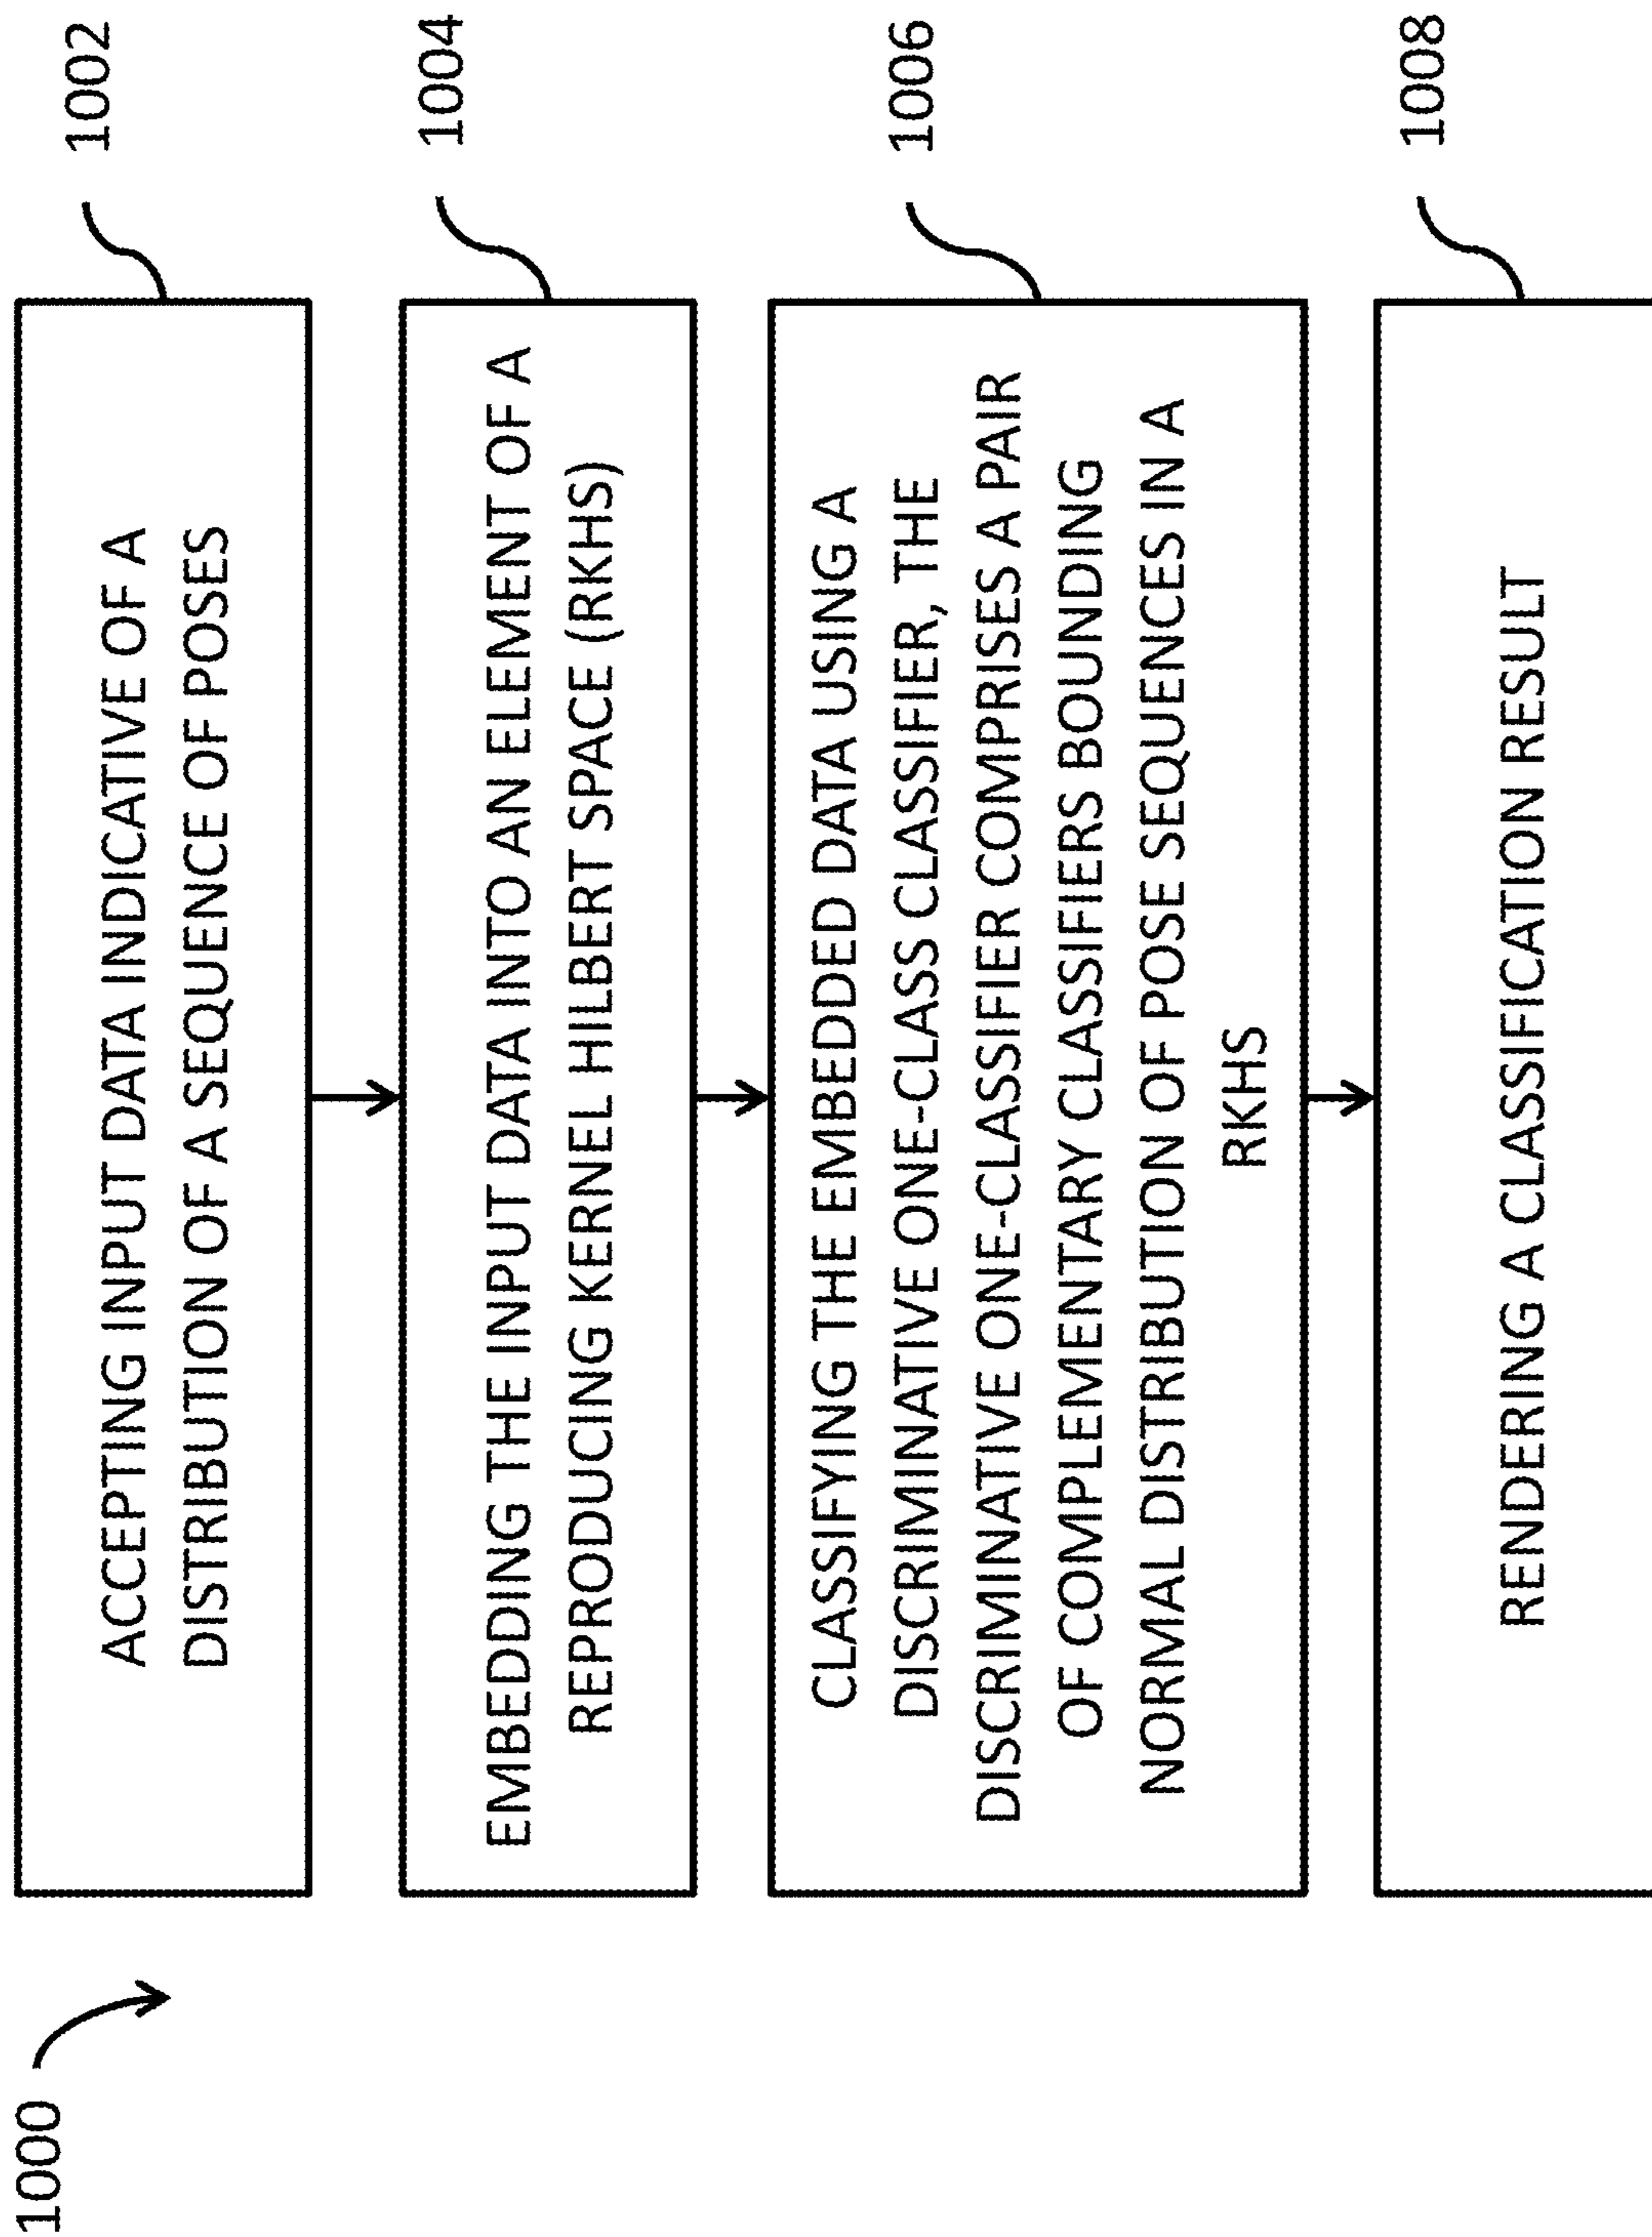 1000
ACCEPTING INPUT DATA INDICATIVE OF A
DISTRIBUTION OF A SEQUENCE OF POSES
1002
EMBEDDING THE INPUT DATA INTO AN ELEMENT OF A
REPRODUCING KERNEL HILBERT SPACE (RKHS)
1004
CLASSIFYING THE EMBEDDED DATA USING A
DISCRIMINATIVE ONE-CLASS CLASSIFIER, THE
DISCRIMINATIVE ONE-CLASSIFIER COMPRISES A PAIR
OF COMPLEMENTARY CLASSIFIERS BOUNDING
NORMAL DISTRIBUTION OF POSE SEQUENCES IN A
RKHS
1006
RENDERING A CLASSIFICATION RESULT
1008